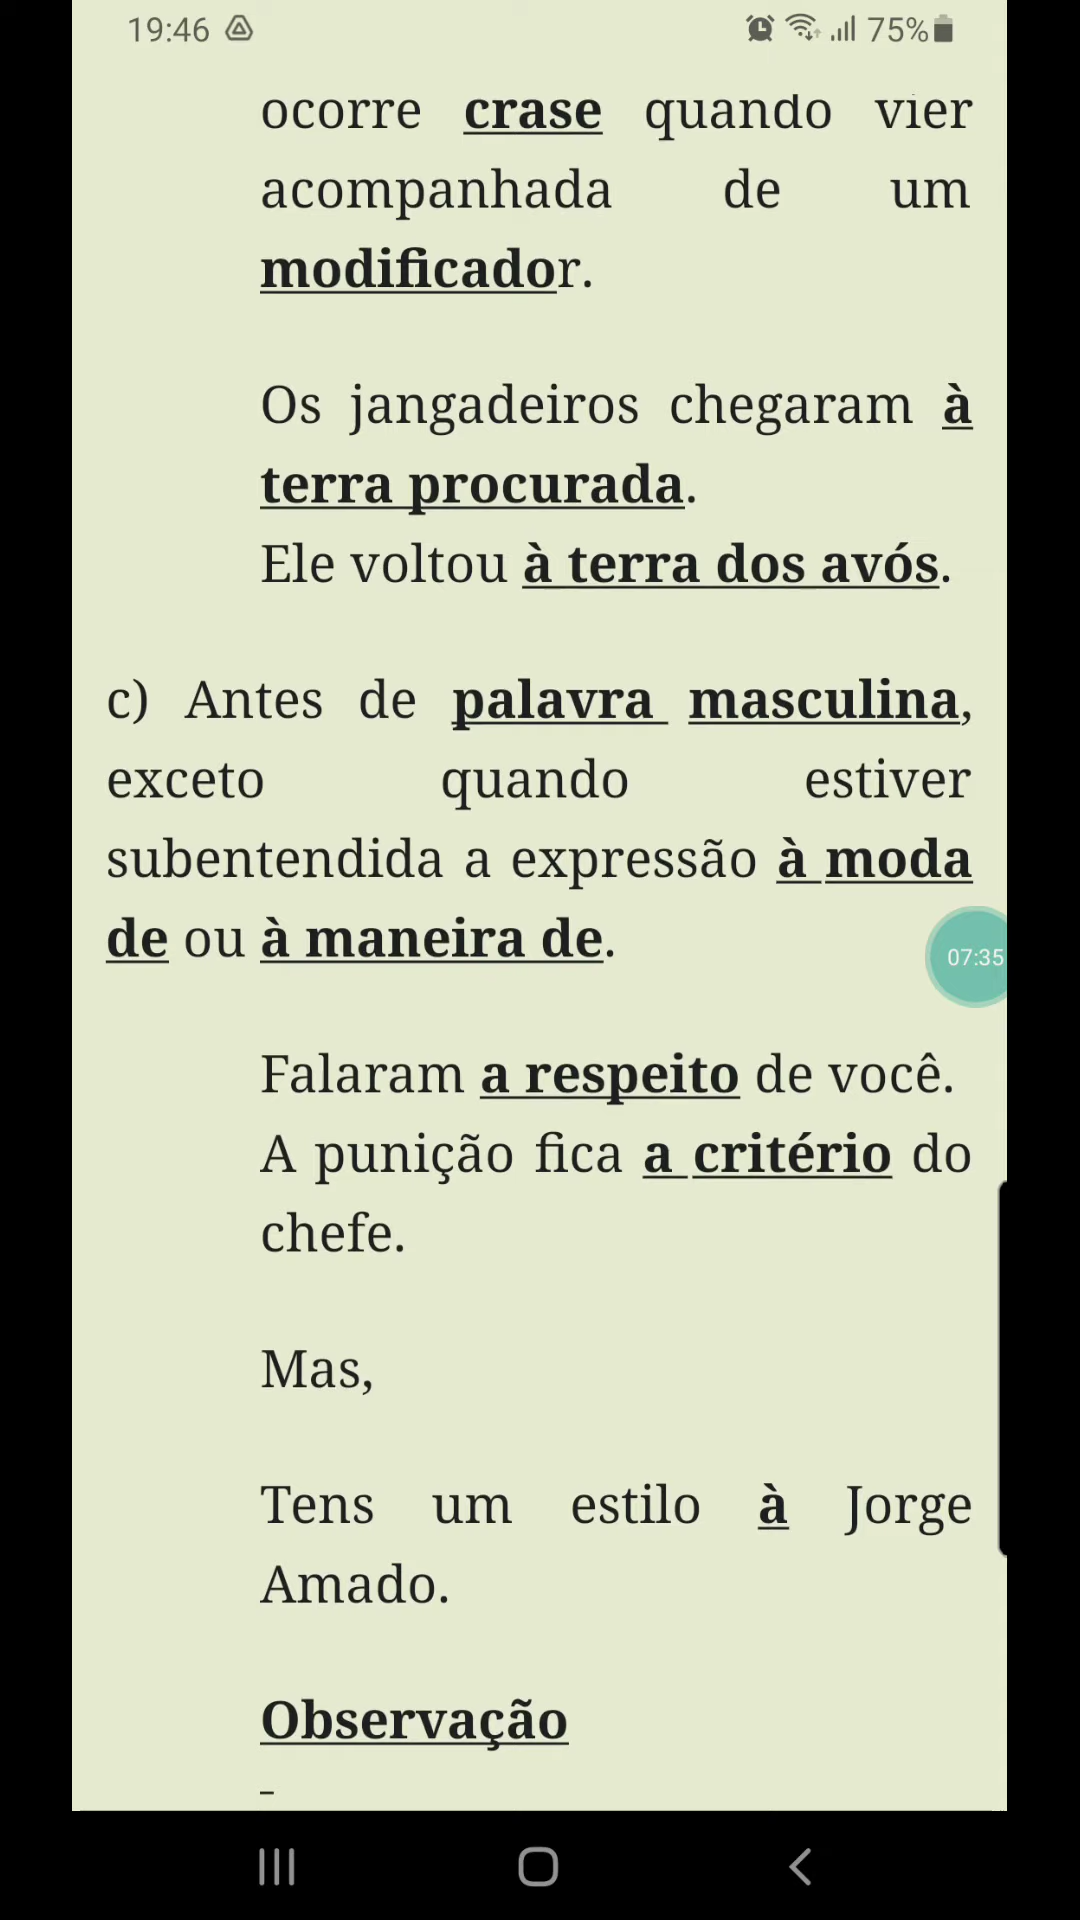 19:46 75%
ocorre crase quando vier
acompanhada de um
modificador.
Os jangadeiros chegaram à
terra procurada.
Ele voltou à terra dos avós.
c) Antes de palavra masculina,
exceto quando estiver
subentendida a expressão à moda
de ou à maneira de.
07:35
Falaram a respeito de você.
A punição fica a critério do
chefe.
Mas,
Tens um estilo à Jorge
Amado.
Observação